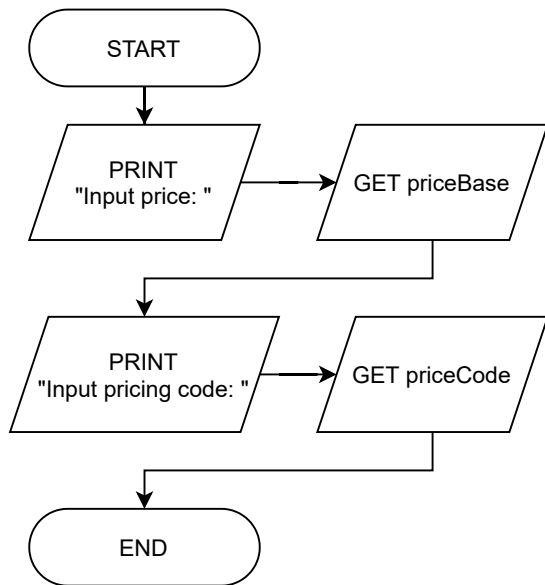 START
PRINT
"Input price: "
GET priceBase
PRINT
"Input pricing code: "
GET priceCode
END